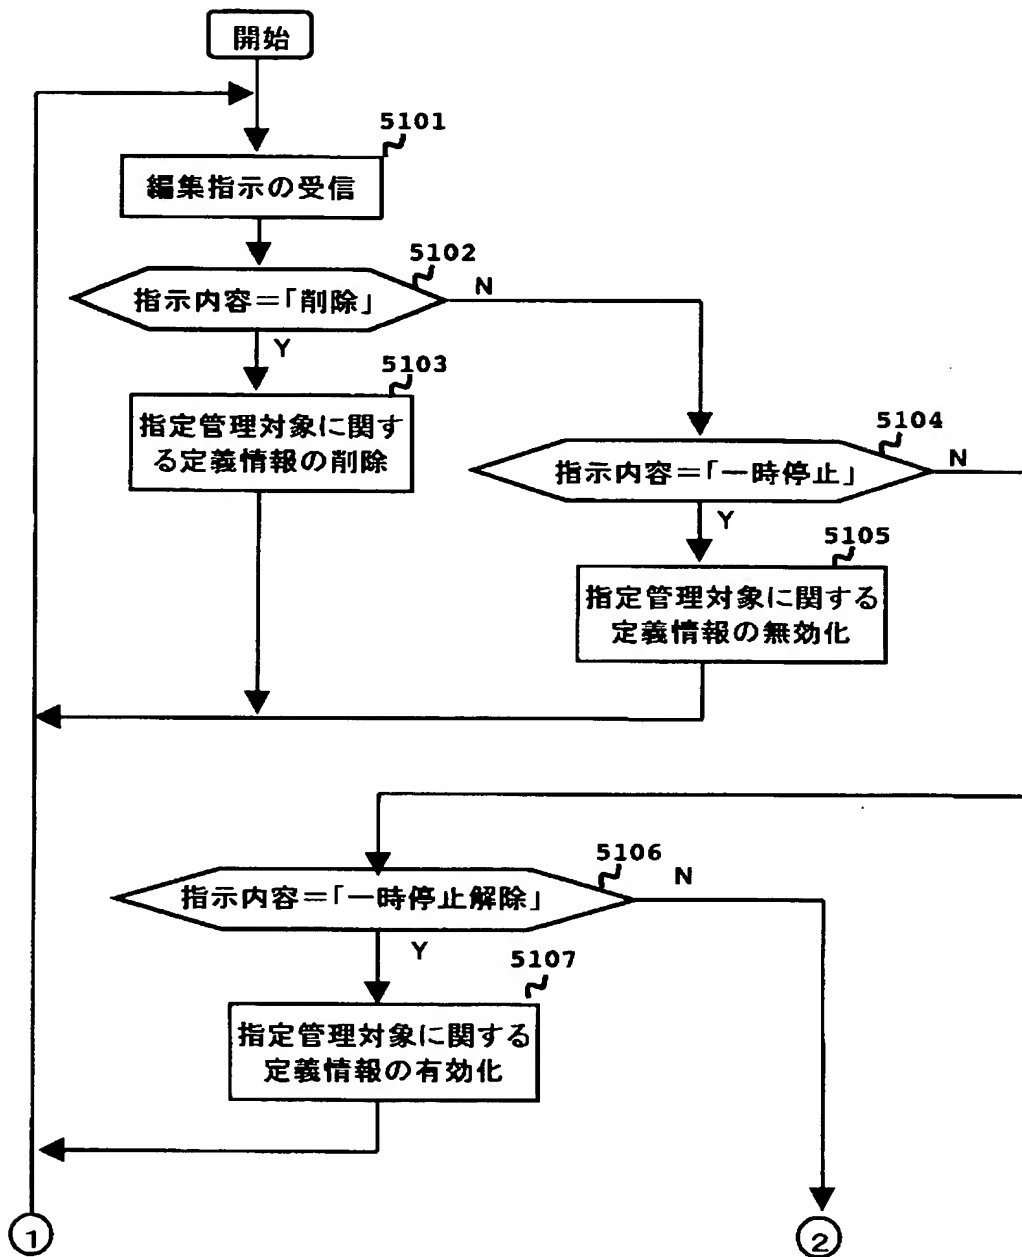 開始
5101
編集指示の受信
5102
指示内容＝「削除」
N
Y
5103
指定管理対象に関す
る定義情報の削除
5104
指示内容＝「一時停止」
N
Y
5105
指定管理対象に関する
定義情報の無効化
5106
指示内容＝「一時停止解除」
N
Y
5107
指定管理対象に関する
定義情報の有効化
1
2